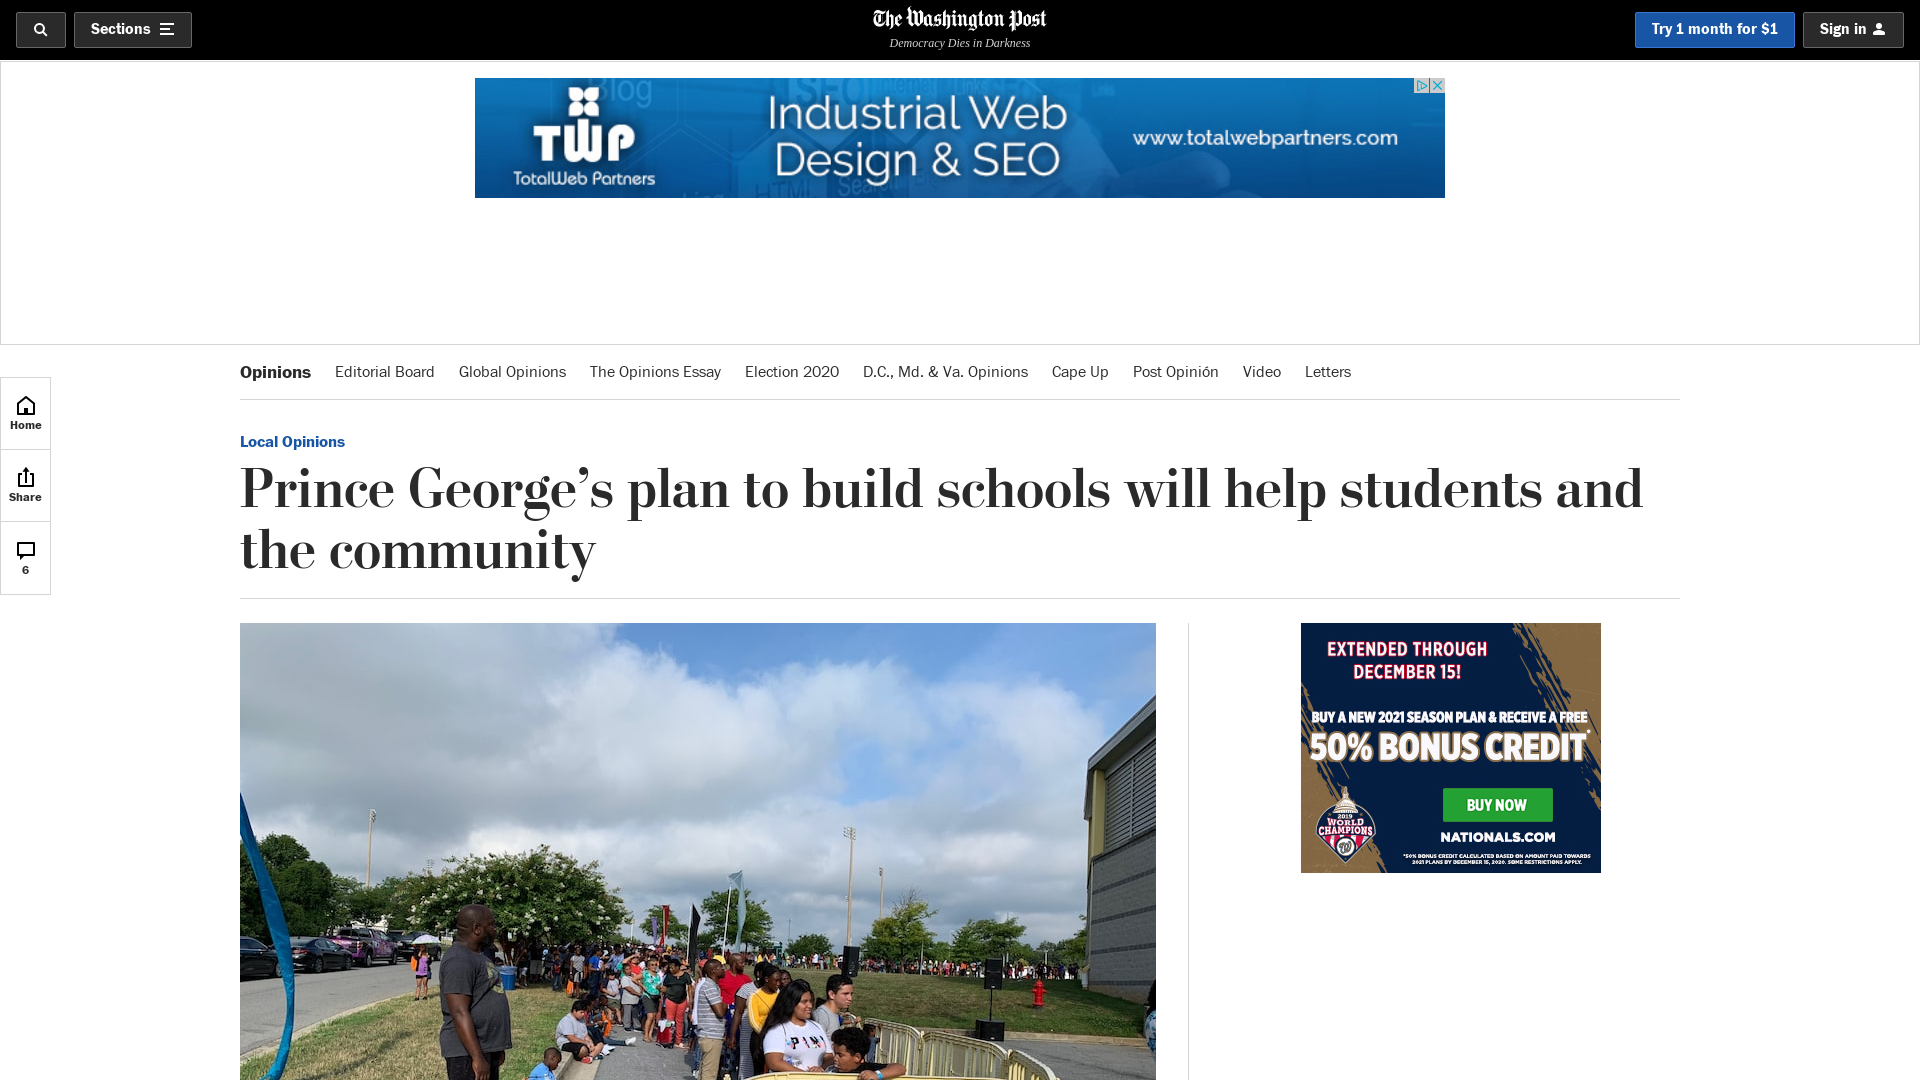 Sections
The Washington Post
Democracy Dies in Darkness
Try 1 month for $1
Sign in
Blog
SEO
Links
TWP
TotalWeb Partners
Industrial Web
Design & SEO
www.totalwebpartners.com
Opinions
Editorial Board
Global Opinions
The Opinions Essay
Election 2020
D.C., Md. & Va. Opinions
Cape Up
Post Opinión
Video
Letters
Home
Share
6
Local Opinions
Prince George’s plan to build schools will help students and
the community
EXTENDED THROUGH
DECEMBER 15!
BUY A NEW 2021 SEASON PLAN & RECEIVE A FREE
50% BONUS CREDIT*
BUY NOW
2019
WORLD
CHAMPIONS
W
NATIONALS.COM
*50% BONUS CREDIT CALCULATED BASED ON AMOUNT PAID TOWARDS
2021 PLANS BY DECEMBER 15, 2020. SOME RESTRICTIONS APPLY.